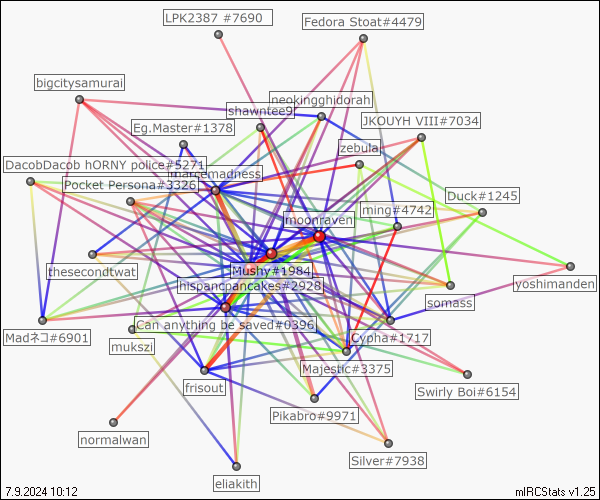 LPK2387 #7690
Fedora Stoat#4479
bigcitysamurai
neokingghidorah
shawntee9
JKOUYH VIII#7034
Eg.Master#1378
zebula
DacobDacob hORNY police#5271
marcemadness
Pocket Persona#3326
Duck#1245
ming#4742
moonraven
thesecondtwat
Mushy#1984
yoshimanden
hispancpancakes#2928
somass
Can anything be saved#0396
Madネコ#6901
mukszi
Cypha#1717
Majestic#3375
frisout
Swirly Boi#6154
Pikabro#9971
normalwan
Silver#7938
eliakith
7.9.2024 10:12
mIRCStats v1.25